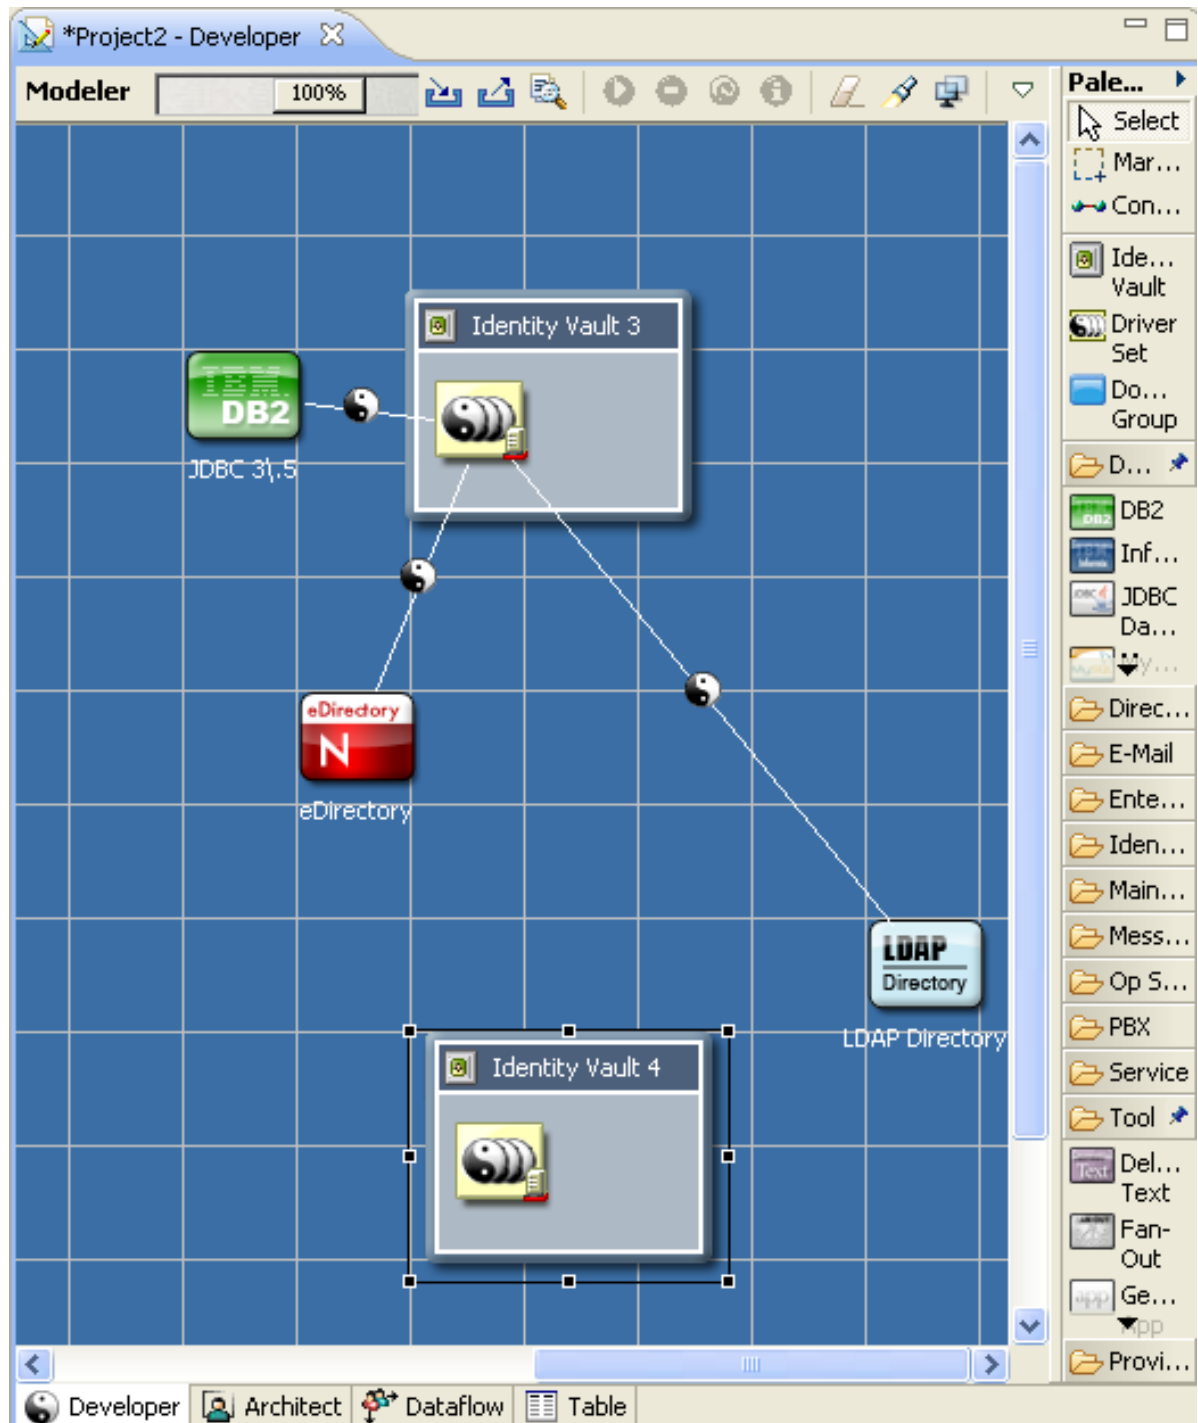 *Project2 - Developer
Modeler
100%
Pale...
Select
Mar...
Con...
Ide...
Vault
Driver
Set
Do...
Group
D...
DB2
Inf...
JDBC
Da...
My...
Direc...
E-Mail
Ente...
Iden...
Main...
Mess...
Op S...
PBX
Service
Tool
Del...
Text
Fan-
Out
Ge...
App
Provi...
Identity Vault 3
IBM
DB2
JDBC 3\.5
eDirectory
N
eDirectory
LDAP
Directory
LDAP Directory
Identity Vault 4
Developer
Architect
Dataflow
Table